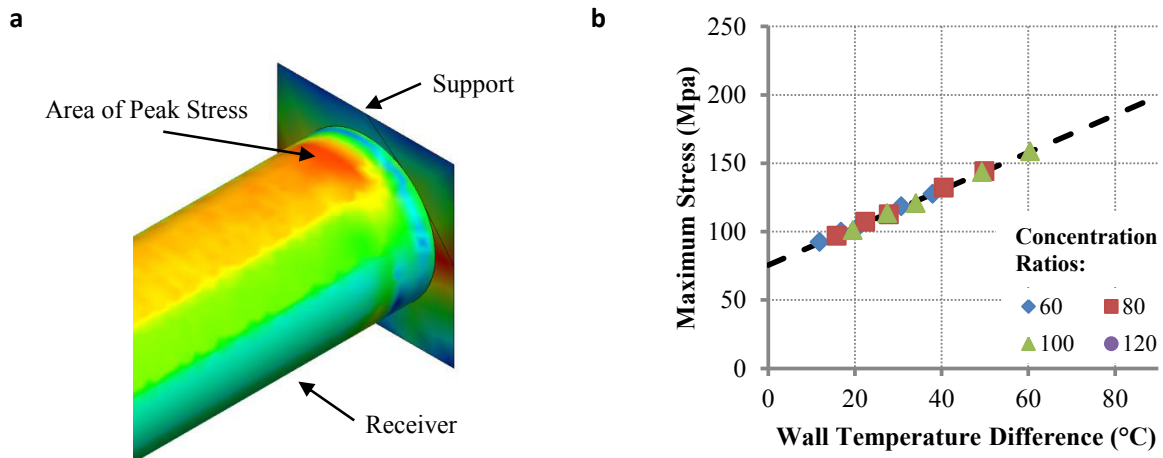 a
Support
Area of Peak Stress
Receiver
b
Maximum Stress (Mpa)
250
200
150
100
50
0
0 20 40 60 80
Wall Temperature Difference (°C)
Concentration
Ratios:
60 80
100 120